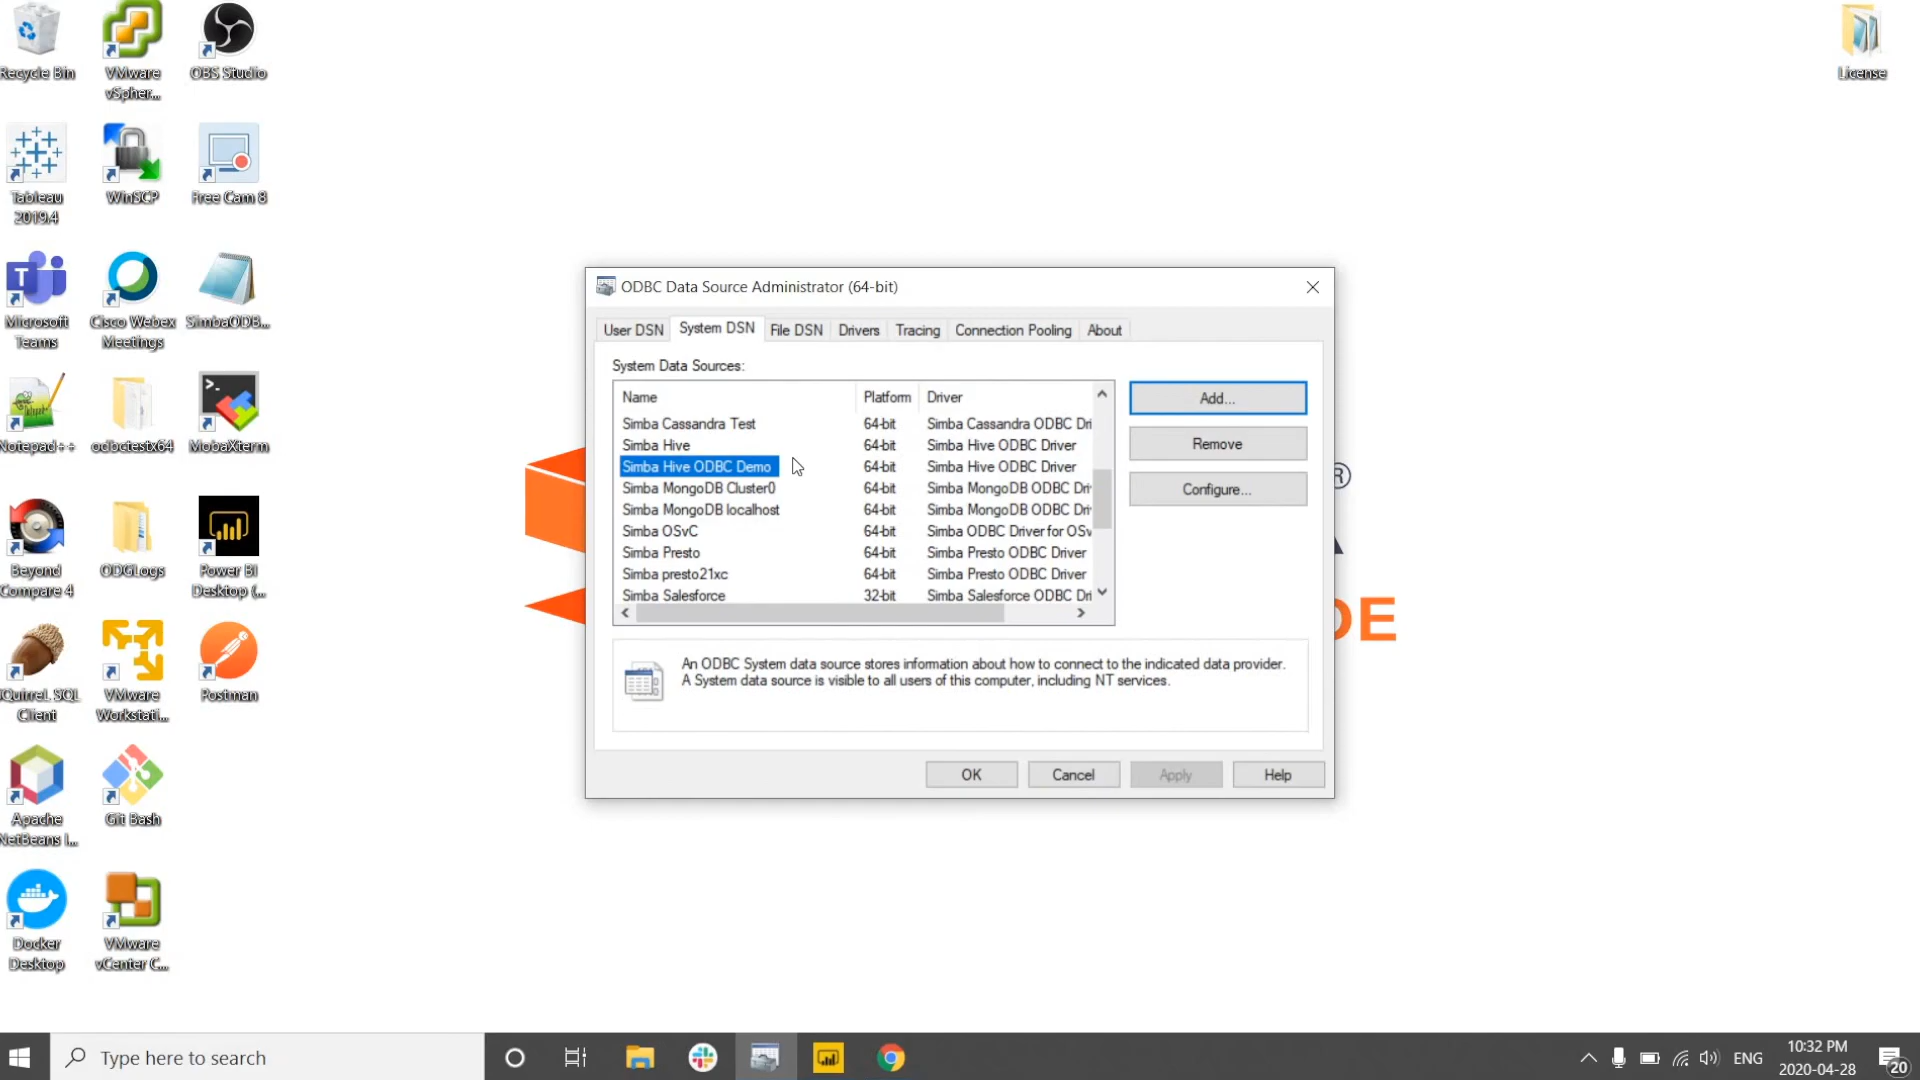 Recycle Bin
VMware
vSpher...
OBS Studio
License
Tableau
2019.4
WinSCP
Free Cam 8
Microsoft
Teams
Cisco Webex
Meetings
SimbaODB...
Notepad++
odbctestx64
MobaXterm
Beyond
Compare 4
ODGLogs
Power BI
Desktop (...
SQuirreL SQL
Client
VMware
Workstati...
Postman
Apache
NetBeans I...
Git Bash
Docker
Desktop
VMware
vCenter C...
ODBC Data Source Administrator (64-bit)
User DSN System DSN File DSN Drivers Tracing Connection Pooling About
System Data Sources:
Name Platform Driver
Simba Cassandra Test 64-bit Simba Cassandra ODBC Dri
Simba Hive 64-bit Simba Hive ODBC Driver
Simba Hive ODBC Demo 64-bit Simba Hive ODBC Driver
Simba MongoDB Cluster0 64-bit Simba MongoDB ODBC Dri
Simba MongoDB localhost 64-bit Simba MongoDB ODBC Dri
Simba OSvC 64-bit Simba ODBC Driver for OSv
Simba Presto 64-bit Simba Presto ODBC Driver
Simba presto21xc 64-bit Simba Presto ODBC Driver
Simba Salesforce 32-bit Simba Salesforce ODBC Dri
Add...
Remove
Configure...
An ODBC System data source stores information about how to connect to the indicated data provider.
A System data source is visible to all users of this computer, including NT services.
OK Cancel Apply Help
®
DE
Type here to search
ENG
10:32 PM
2020-04-28
20